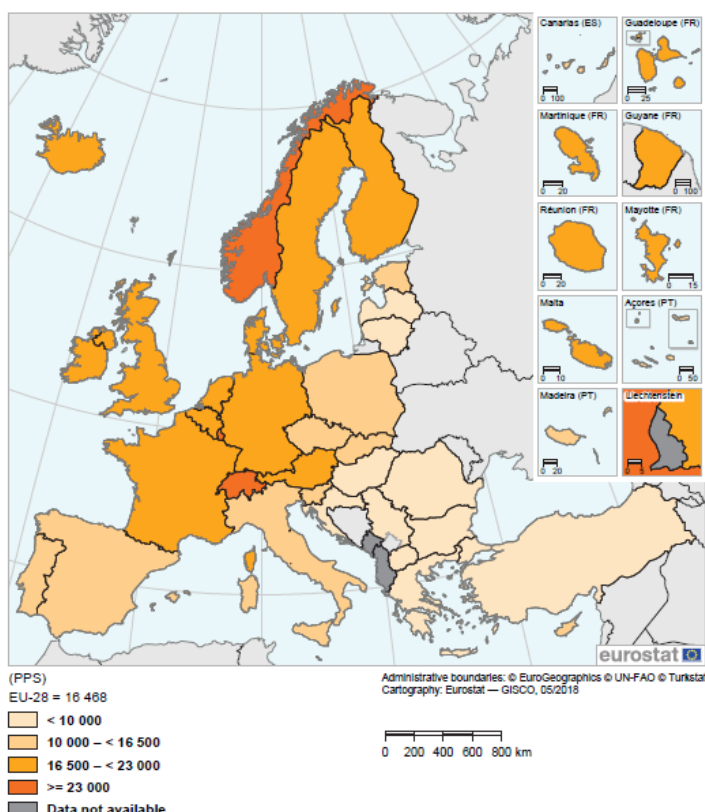 Canarias (ES)
0 100
Guadeloupe (FR)
0 25
Martinique (FR)
0 20
Guyane (FR)
0 100
Réunion (FR)
0 20
Mayotte (FR)
0 15
Malta
0 10
Açores (PT)
0 50
Madeira (PT)
0 20
Liechtenstein
0 5
eurostat
(PPS)
EU-28 = 16 468
< 10 000
10 000 – < 16 500
16 500 – < 23 000
>= 23 000
Data not available
Administrative boundaries: © EuroGeographics © UN-FAO © Turkstat
Cartography: Eurostat — GISCO, 05/2018
0 200 400 600 800 km